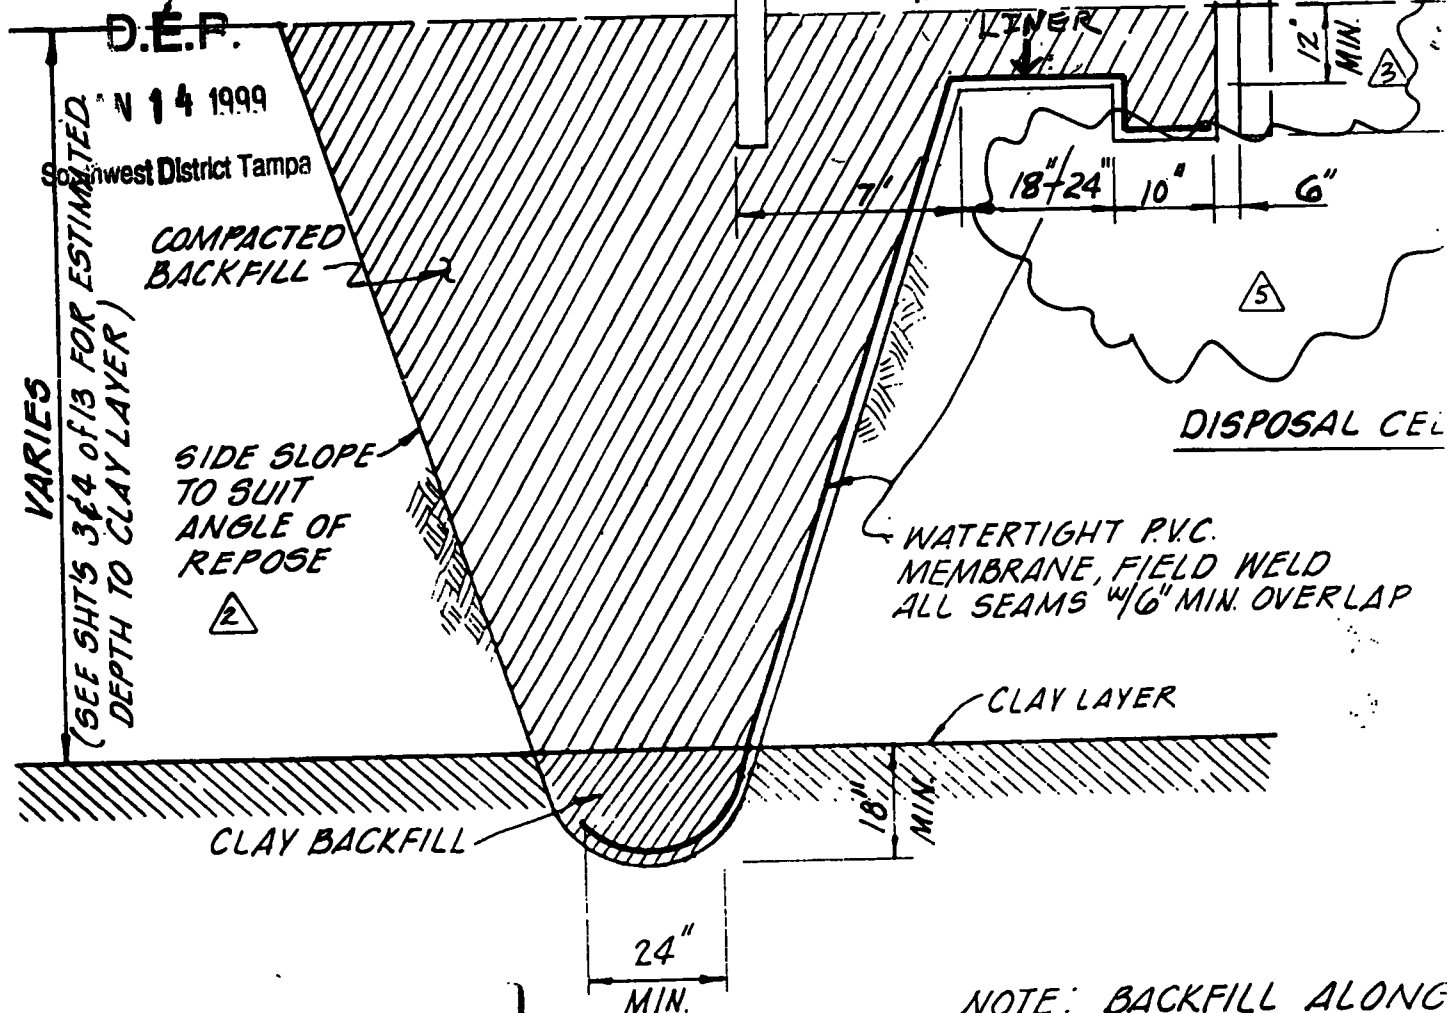 D.E.P.
N 14 1999
Southwest District Tampa
LINER
12"
MIN.
3
7"
18"-24"
10"
6"
COMPACTED
BACKFILL
5
VARIES
(SEE SHT'S 3&4 of 13 FOR ESTIMATED
DEPTH TO CLAY LAYER)
DISPOSAL CEL
SIDE SLOPE
TO SUIT
ANGLE OF
REPOSE
2
WATERTIGHT P.V.C.
MEMBRANE, FIELD WELD
ALL SEAMS w/6" MIN. OVERLAP
CLAY LAYER
18"
MIN.
CLAY BACKFILL
24"
MIN.
NOTE: BACKFILL ALONG